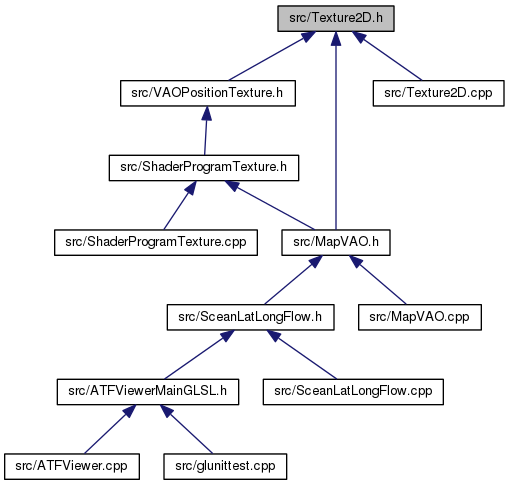 src/Texture2D.h
src/VAOPositionTexture.h
src/Texture2D.cpp
src/ShaderProgramTexture.h
src/ShaderProgramTexture.cpp
src/MapVAO.h
src/SceanLatLongFlow.h
src/MapVAO.cpp
src/ATFViewerMainGLSL.h
src/SceanLatLongFlow.cpp
src/ATFViewer.cpp
src/glunittest.cpp